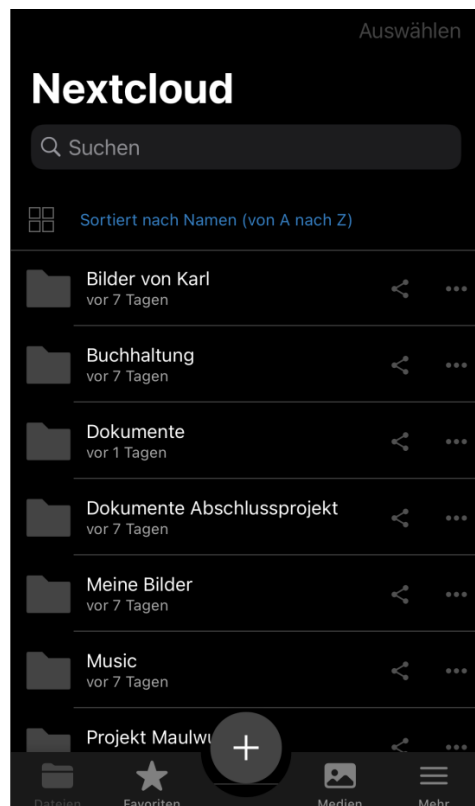 Auswählen
Nextcloud
Suchen
Sortiert nach Namen (von A nach Z)
Bilder von Karl
vor 7 Tagen
Buchhaltung
vor 7 Tagen
Dokumente
vor 1 Tagen
Dokumente Abschlussprojekt
vor 7 Tagen
Meine Bilder
vor 7 Tagen
Music
vor 7 Tagen
Projekt
Dateien Favoriten Medien Mehr